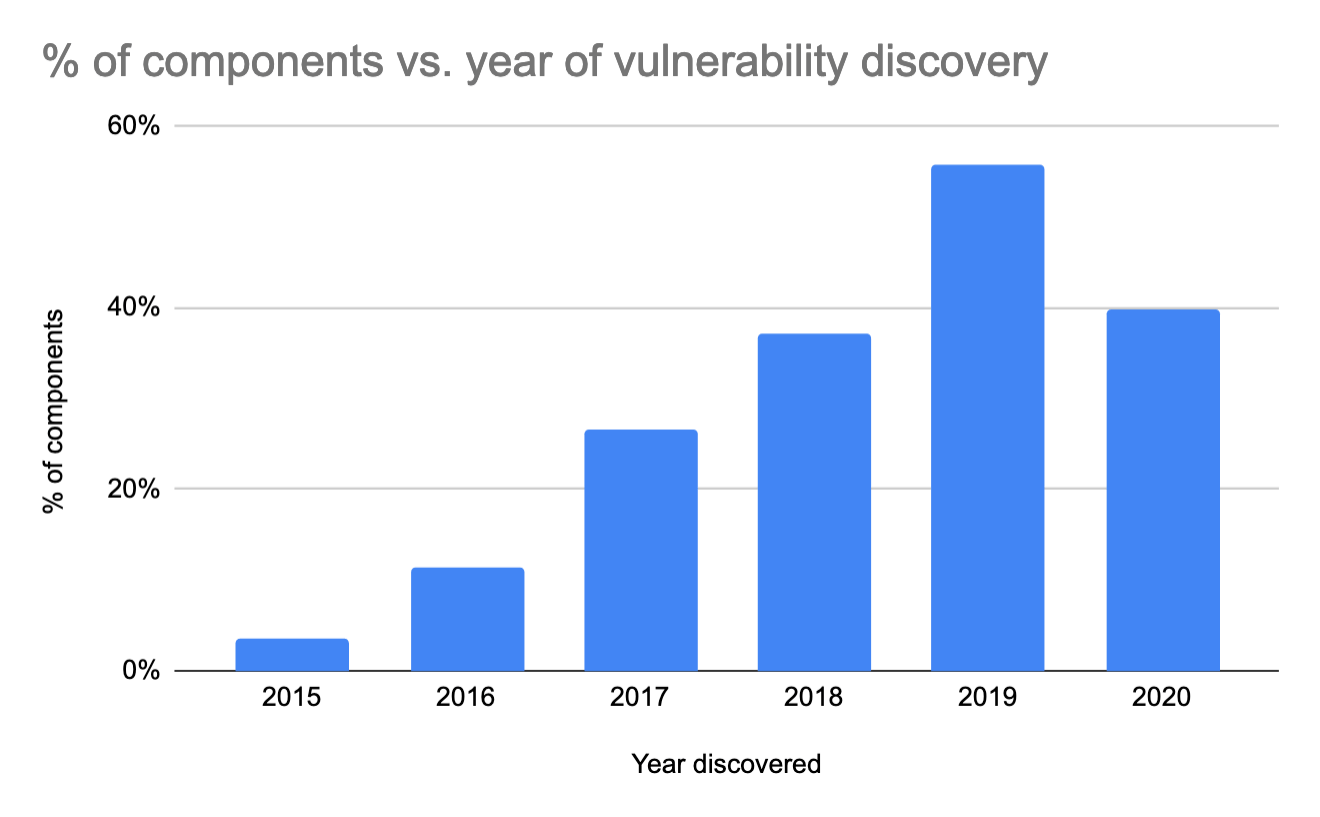 % of components vs. year of vulnerability discovery
60%
40%
20%
0%
% of components
2015 2016 2017 2018 2019 2020
Year discovered